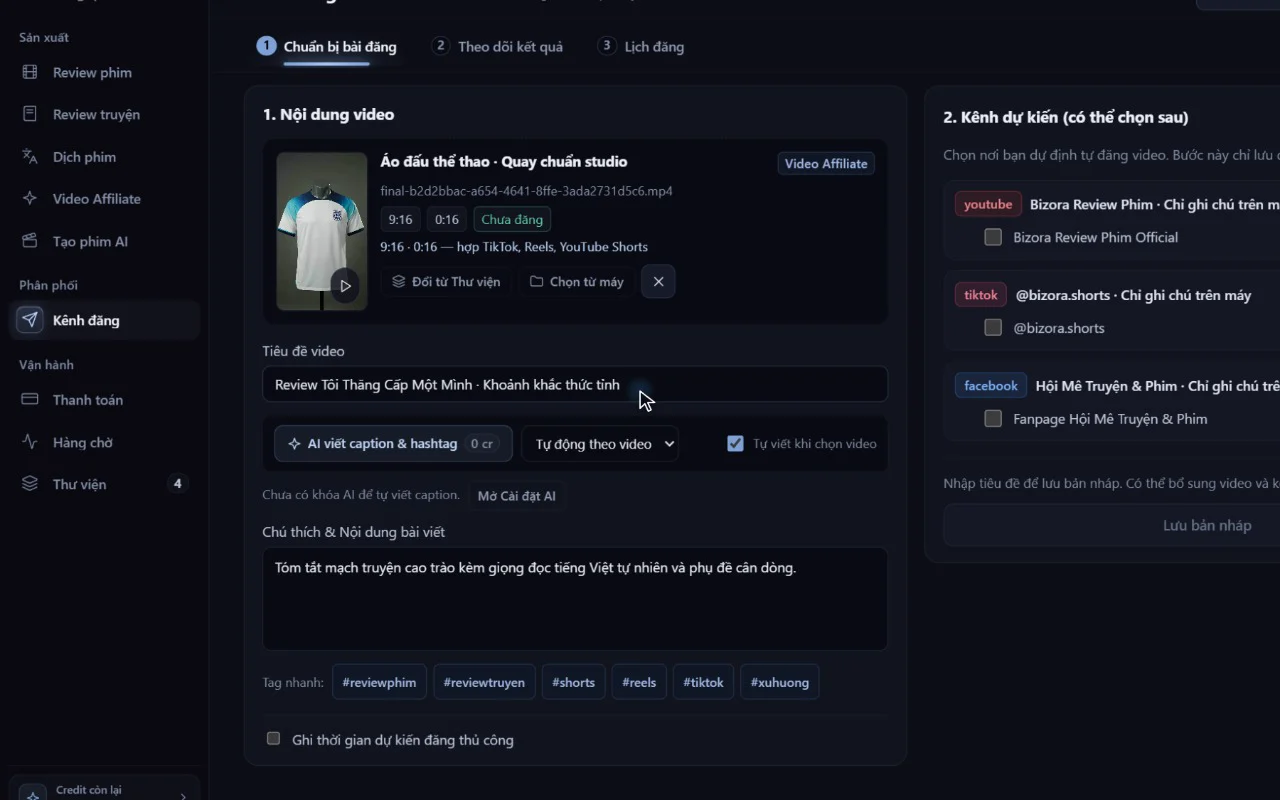 Sản xuất
Review phim
Review truyện
Dịch phim
Video Affiliate
Tạo phim AI
Phân phối
Kênh đăng
Vận hành
Thanh toán
Hàng chờ
Thư viện 4
Credit còn lại
1 Chuẩn bị bài đăng
2 Theo dõi kết quả
3 Lịch đăng
1. Nội dung video
Áo đấu thể thao · Quay chuẩn studio
Video Affiliate
final-b2d2bbac-a654-4641-8ffe-3ada2731d5c6.mp4
9:16 0:16 Chưa đăng
9:16 · 0:16 — hợp TikTok, Reels, YouTube Shorts
Đổi từ Thư viện Chọn từ máy
Tiêu đề video
Review Tôi Thăng Cấp Một Mình · Khoảnh khắc thức tỉnh
AI viết caption & hashtag 0 cr Tự động theo video Tự viết khi chọn video
Chưa có khóa AI để tự viết caption. Mở Cài đặt AI
Chú thích & Nội dung bài viết
Tóm tắt mạch truyện cao trào kèm giọng đọc tiếng Việt tự nhiên và phụ đề cân dòng.
Tag nhanh: #reviewphim #reviewtruyen #shorts #reels #tiktok #xuhuong
Ghi thời gian dự kiến đăng thủ công
2. Kênh dự kiến (có thể chọn sau)
Chọn nơi bạn dự định tự đăng video. Bước này chỉ lưu
youtube Bizora Review Phim · Chỉ ghi chú trên
Bizora Review Phim Official
tiktok @bizora.shorts · Chỉ ghi chú trên máy
@bizora.shorts
facebook Hội Mê Truyện & Phim · Chỉ ghi chú
Fanpage Hội Mê Truyện & Phim
Nhập tiêu đề để lưu bản nháp. Có thể bổ sung video và
Lưu bản nháp